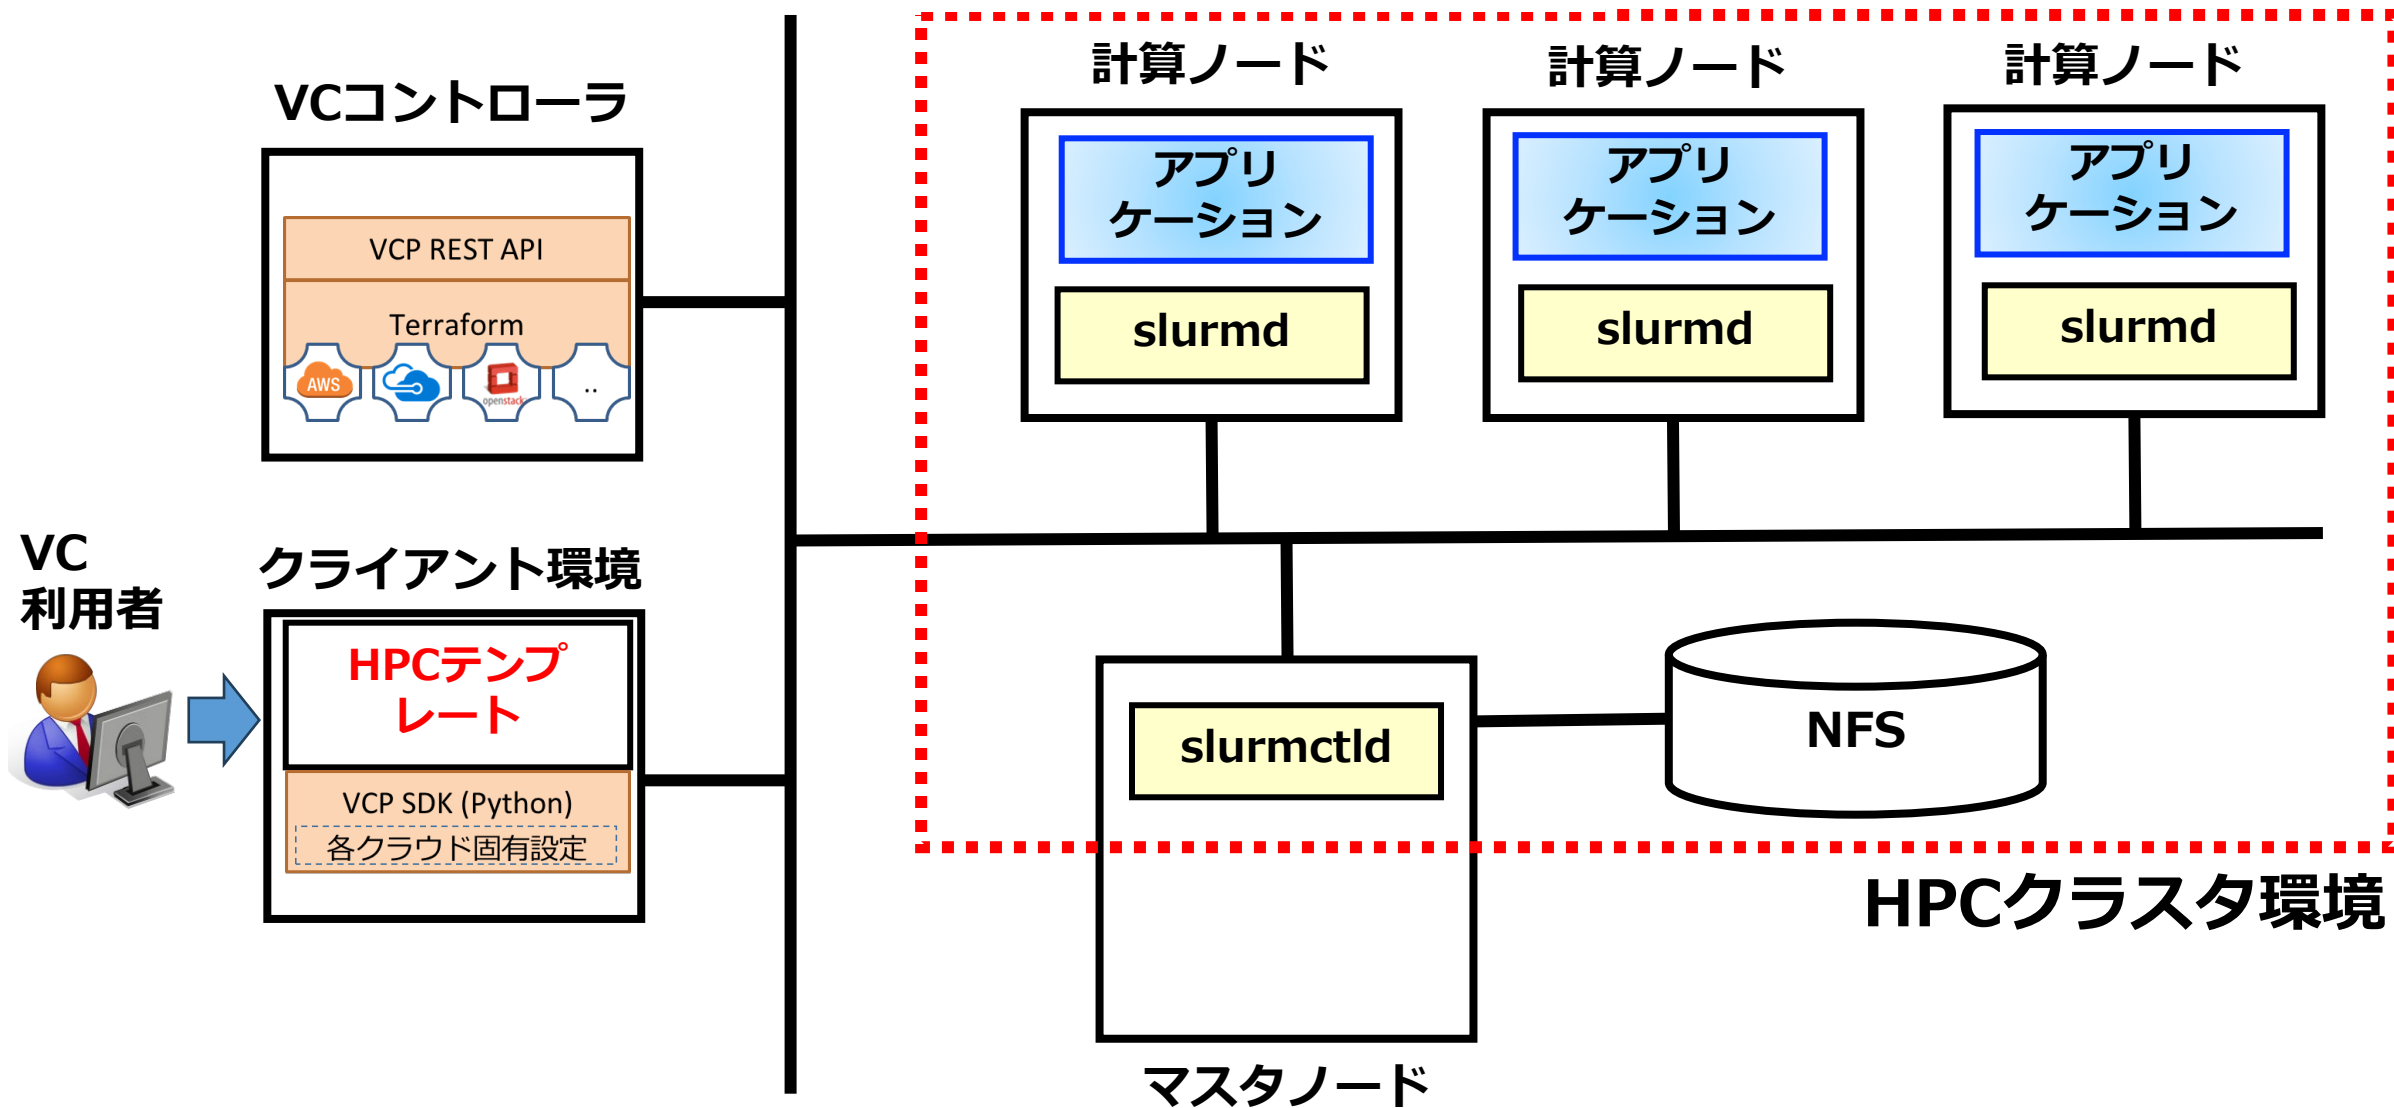 VCコントローラ
VCP REST API
Terraform
AWS
openstack
..
VC
利用者
クライアント環境
HPCテンプ
レート
VCP SDK (Python)
各クラウド固有設定
計算ノード
アプリ
ケーション
slurmd
計算ノード
アプリ
ケーション
slurmd
計算ノード
アプリ
ケーション
slurmd
slurmctld
NFS
HPCクラスタ環境
マスタノード